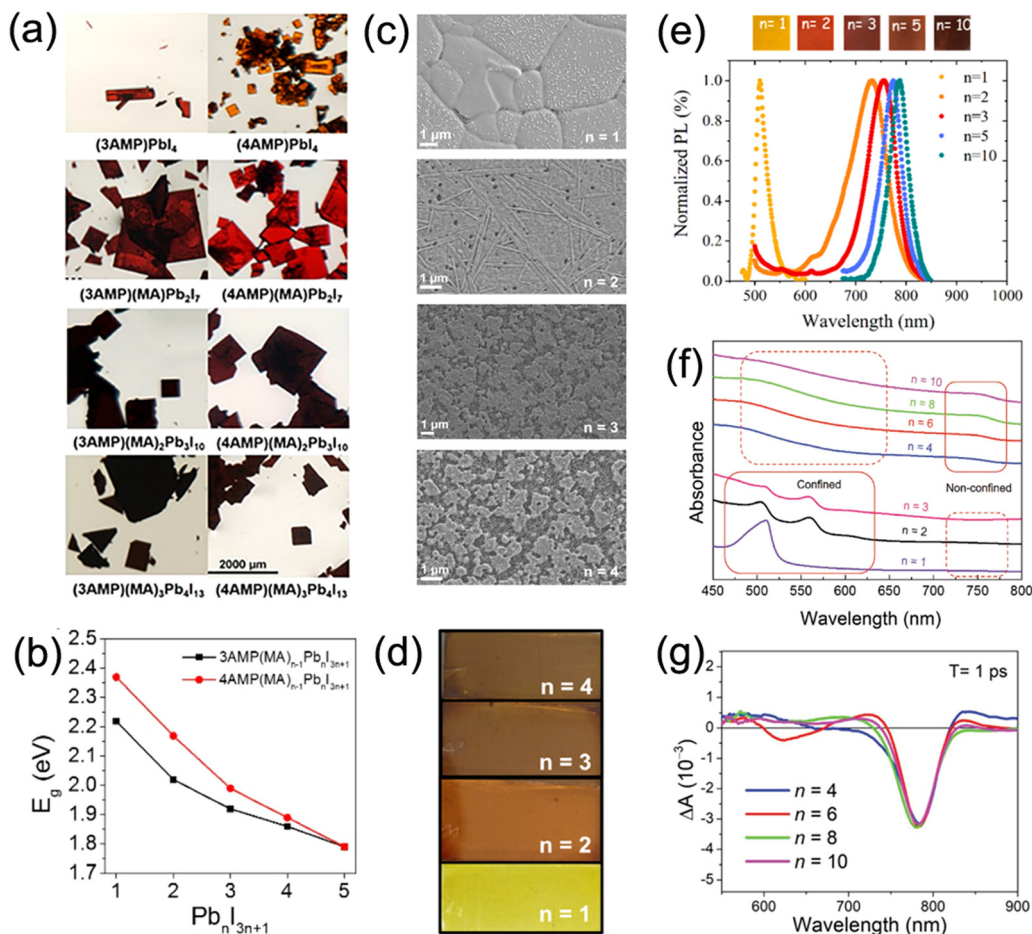 (a)
(3AMP)PbI₄
(4AMP)PbI₄
(3AMP)(MA)Pb₂I₇
(4AMP)(MA)Pb₂I₇
(3AMP)(MA)₂Pb₃I₁₀
(4AMP)(MA)₂Pb₃I₁₀
2000 µm
(3AMP)(MA)₃Pb₄I₁₃
(4AMP)(MA)₃Pb₄I₁₃
(b)
2.5
2.4
2.3
2.2
2.1
2.0
1.9
1.8
1.7
E_g (eV)
3AMP(MA)ₙ₋₁PbₙI₃ₙ₊₁
4AMP(MA)ₙ₋₁PbₙI₃ₙ₊₁
1 2 3 4 5
PbₙI₃ₙ₊₁
(c)
1 µm
n = 1
1 µm
n = 2
1 µm
n = 3
1 µm
n = 4
(d)
n = 4
n = 3
n = 2
n = 1
(e)
n= 1 n= 2 n= 3 n= 5 n= 10
Normalized PL (%)
1.0
0.8
0.6
0.4
0.2
0.0
n=1
n=2
n=3
n=5
n=10
500 600 700 800 900 1000
Wavelength (nm)
(f)
Absorbance
n = 10
n = 8
n = 6
n = 4
Confined
Non-confined
n = 3
n = 2
n = 1
450 500 550 600 650 700 750 800
Wavelength (nm)
(g)
T= 1 ps
ΔA (10⁻³)
2
1
0
-1
-2
-3
-4
-5
n = 4
n = 6
n = 8
n = 10
600 700 800 900
Wavelength (nm)